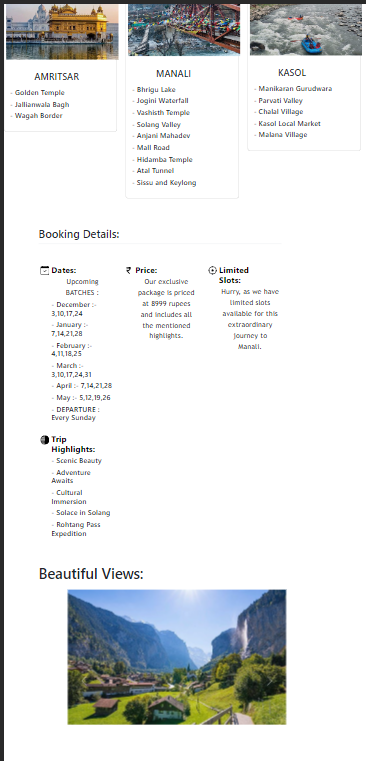 AMRITSAR
- Golden Temple
- Jallianwala Bagh
- Wagah Border
MANALI
- Bhrigu Lake
- Jogini Waterfall
- Vashisth Temple
- Solang Valley
- Anjani Mahadev
- Mall Road
- Hidamba Temple
- Atal Tunnel
- Sissu and Keylong
KASOL
- Manikaran Gurudwara
- Parvati Valley
- Chalal Village
- Kasol Local Market
- Malana Village
Booking Details:
Dates:
Upcoming
BATCHES :
- December :-
3,10,17,24
- January :-
7,14,21,28
- February :-
4,11,18,25
- March :-
3,10,17,24,31
- April :- 7,14,21,28
- May :- 5,12,19,26
- DEPARTURE :
Every Sunday
₹ Price:
Our exclusive
package is priced
at 8999 rupees
and includes all
the mentioned
highlights.
Limited
Slots:
Hurry, as we have
limited slots
available for this
extraordinary
journey to
Manali.
Trip
Highlights:
- Scenic Beauty
- Adventure
Awaits
- Cultural
Immersion
- Solace in Solang
- Rohtang Pass
Expedition
Beautiful Views: